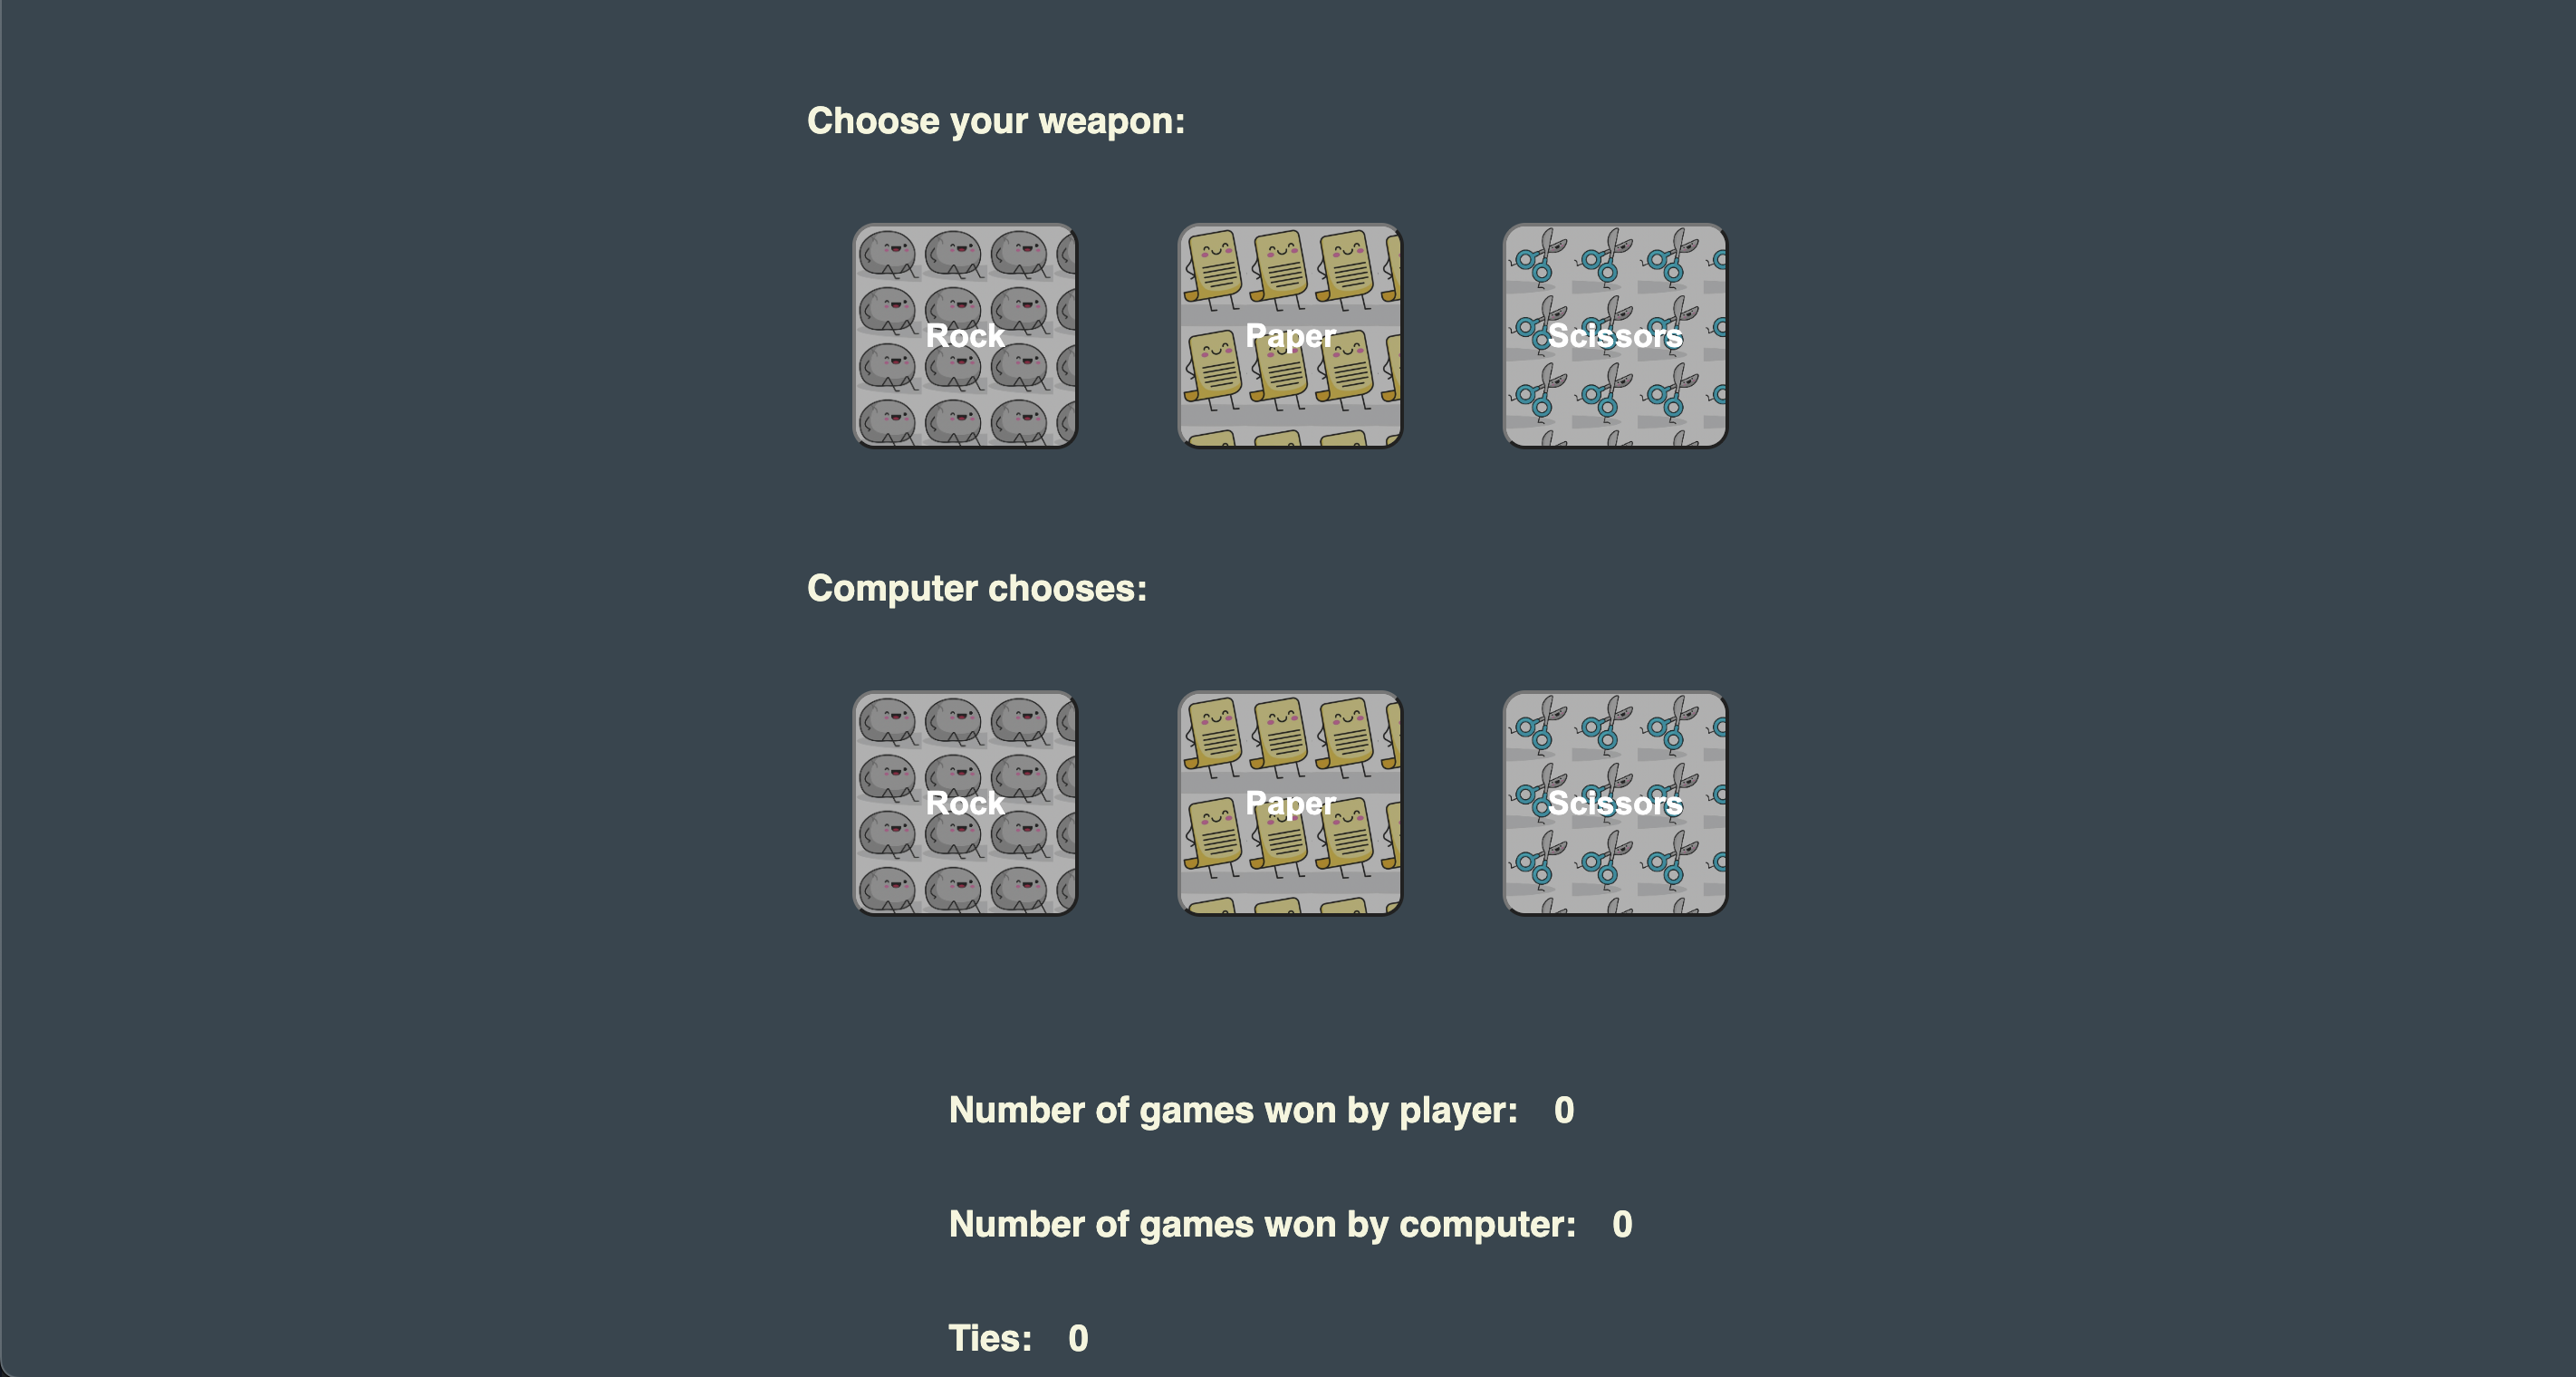 Choose your weapon:
Rock Paper Scissors
Computer chooses:
Rock Paper Scissors
Number of games won by player: 0
Number of games won by computer: 0
Ties: 0